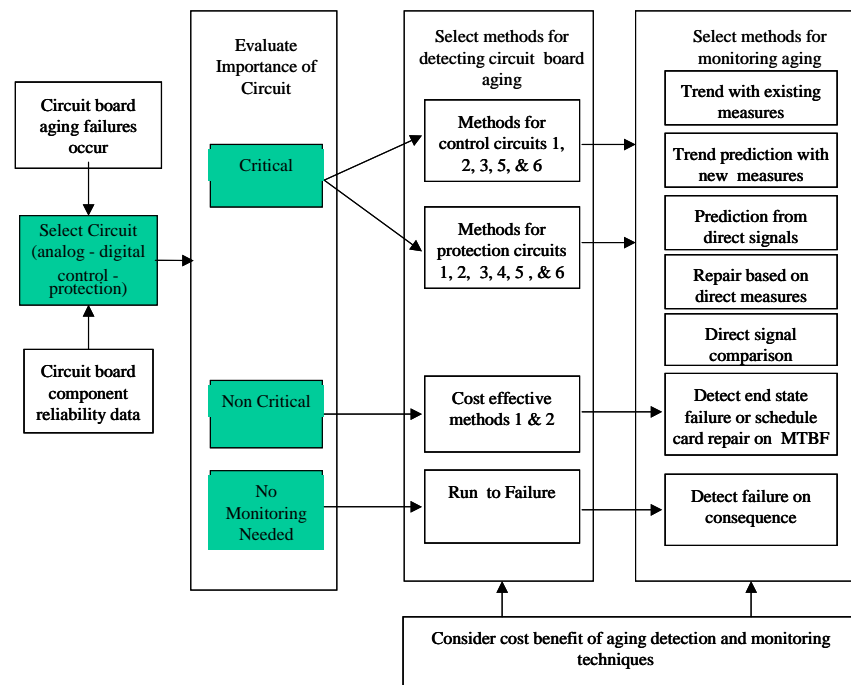 Circuit board
aging failures
occur
Select Circuit
(analog - digital
control -
protection)
Circuit board
component
reliability data
Evaluate
Importance of
Circuit
Critical
Non Critical
No
Monitoring
Needed
Select methods for
detecting circuit board
aging
Methods for
control circuits 1,
2, 3, 5, & 6
Methods for
protection circuits
1, 2, 3, 4, 5 , & 6
Cost effective
methods 1 & 2
Run to Failure
Select methods for
monitoring aging
Trend with existing
measures
Trend prediction with
new measures
Prediction from
direct signals
Repair based on
direct measures
Direct signal
comparison
Detect end state
failure or schedule
card repair on MTBF
Detect failure on
consequence
Consider cost benefit of aging detection and monitoring
techniques